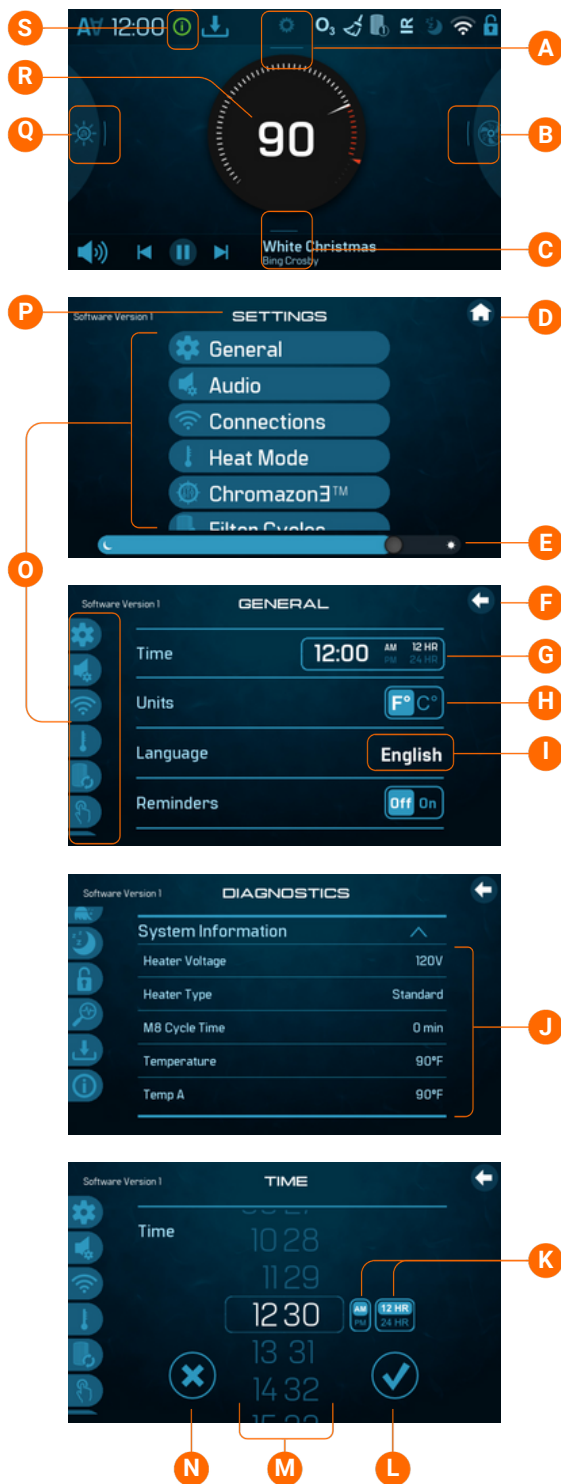 S
A∀ 12:00 O₃ IR
A
R
Q
90
B
White Christmas
Bing Crosby
C
P
Software Version 1 SETTINGS
D
General
Audio
Connections
Heat Mode
Chromazon3™
Filter Cycles
E
O
Software Version 1 GENERAL
F
Time 12:00 AM PM 12 HR 24 HR
G
Units F° C°
H
Language English
I
Reminders Off On
Software Version 1 DIAGNOSTICS
System Information
Heater Voltage 120V
Heater Type Standard
J
M8 Cycle Time 0 min
Temperature 90°F
Temp A 90°F
Software Version 1 TIME
Time
10 28
K
11 29
12 30 AM PM 12 HR 24 HR
13 31
14 32
N
M
L